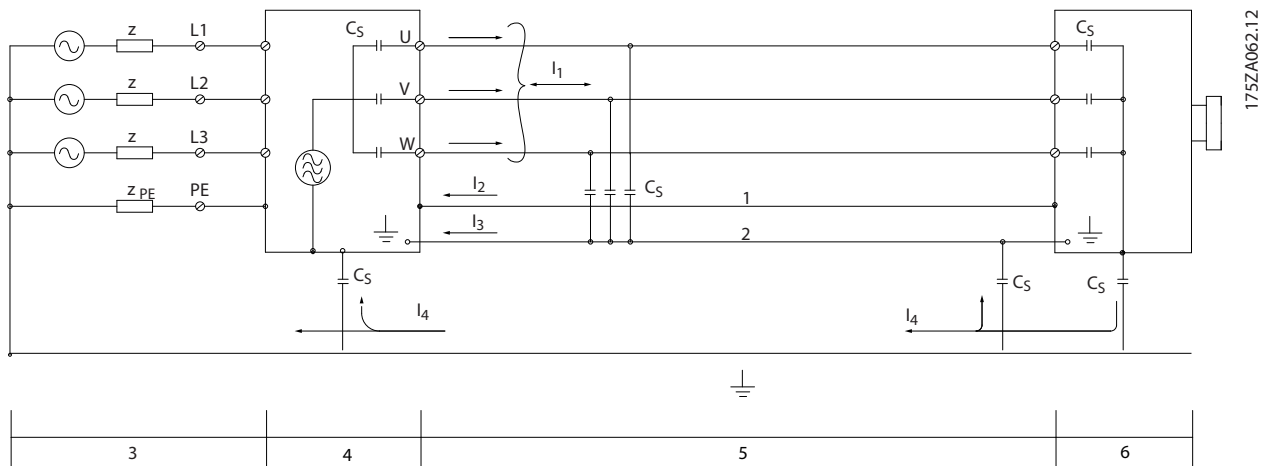 z L1 C_S U C_S
I_1
z L2 V
z L3 W
Z_PE PE I_2 C_S 1
I_3 2
C_S C_S C_S
I_4 I_4
3 4 5 6
175ZA062.12